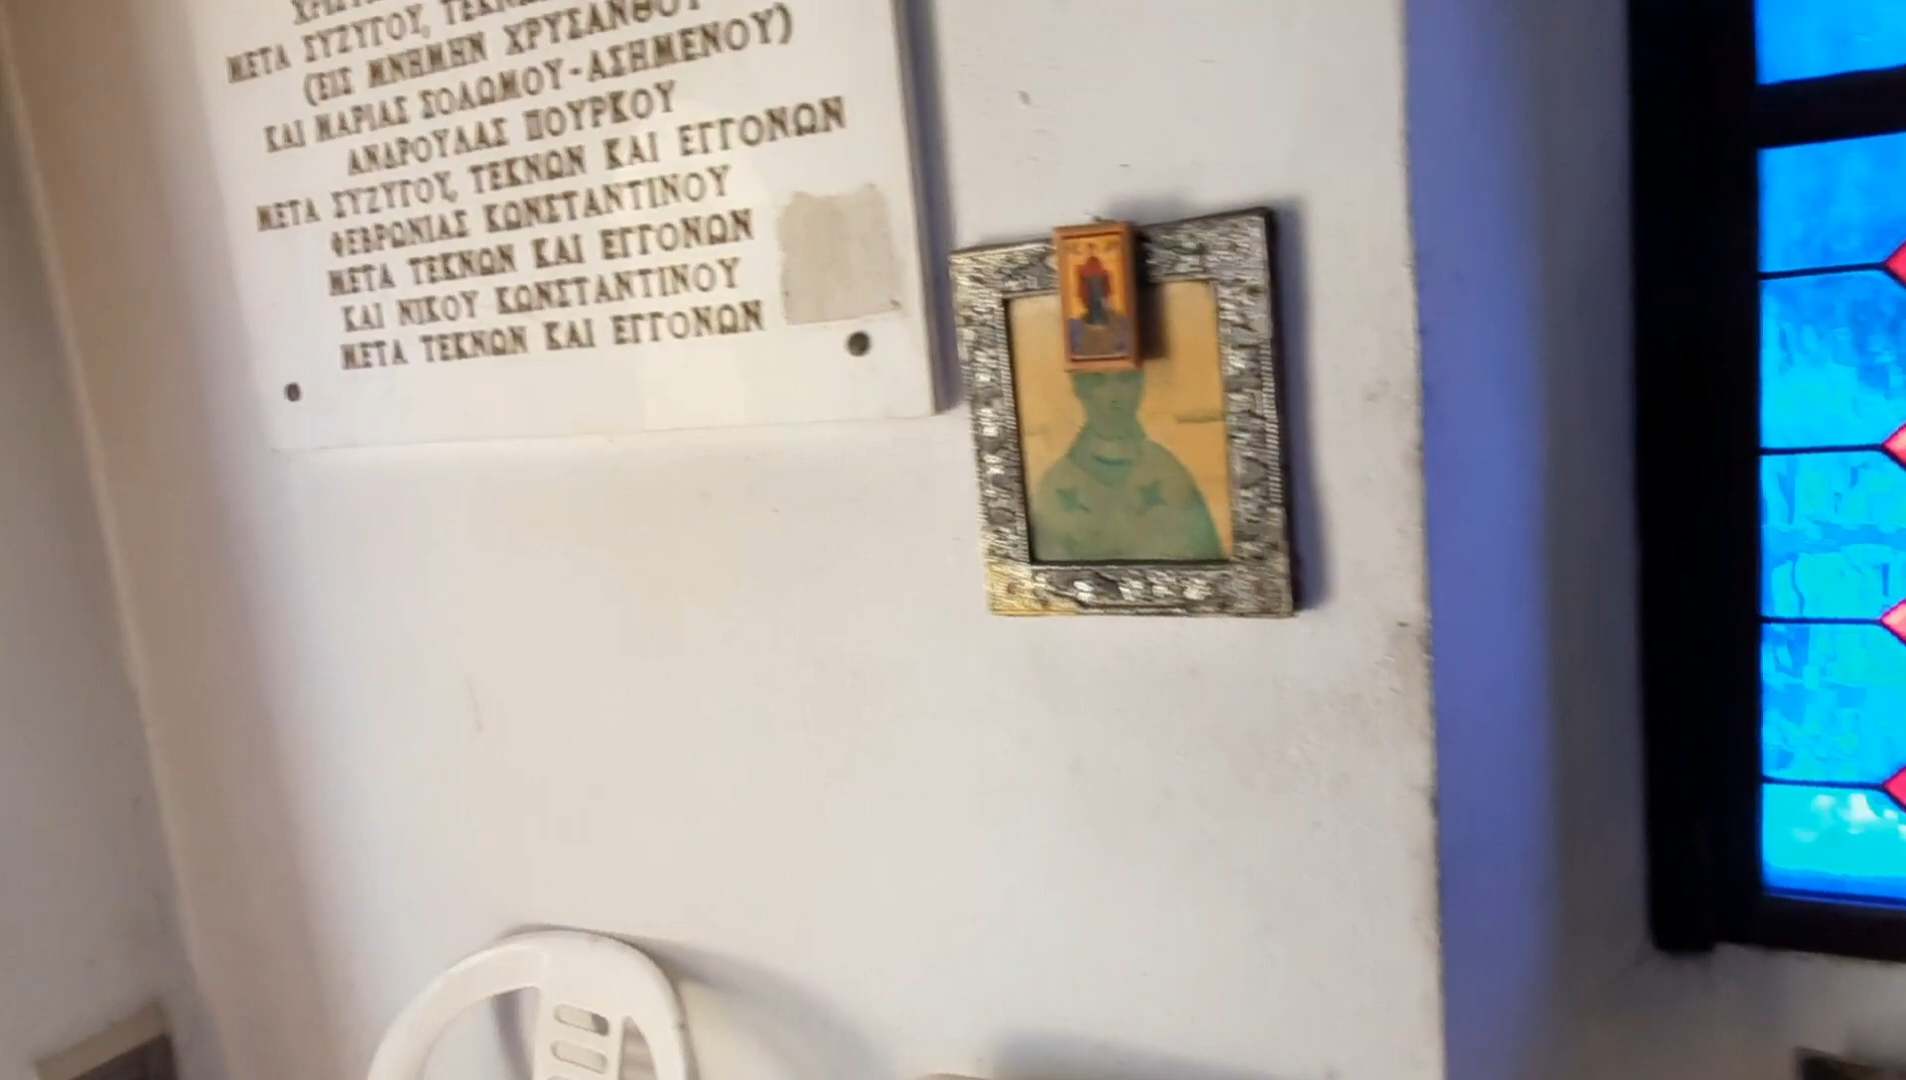 ΜΕΤΑ ΣΥΖΥΓΟΥ, ΤΕΚΝΩΝ
(ΕΙΣ ΜΝΗΜΗΝ ΧΡΥΣΑΝΘΟΥ
ΚΑΙ ΜΑΡΙΑΣ ΣΟΛΩΜΟΥ-ΑΣΗΜΕΝΟΥ)
ΑΝΔΡΟΥΛΑΣ ΠΟΥΡΚΟΥ
ΜΕΤΑ ΣΥΖΥΓΟΥ, ΤΕΚΝΩΝ ΚΑΙ ΕΓΓΟΝΩΝ
ΦΕΒΡΩΝΙΑΣ ΚΩΝΣΤΑΝΤΙΝΟΥ
ΜΕΤΑ ΤΕΚΝΩΝ ΚΑΙ ΕΓΓΟΝΩΝ
ΚΑΙ ΝΙΚΟΥ ΚΩΝΣΤΑΝΤΙΝΟΥ
ΜΕΤΑ ΤΕΚΝΩΝ ΚΑΙ ΕΓΓΟΝΩΝ